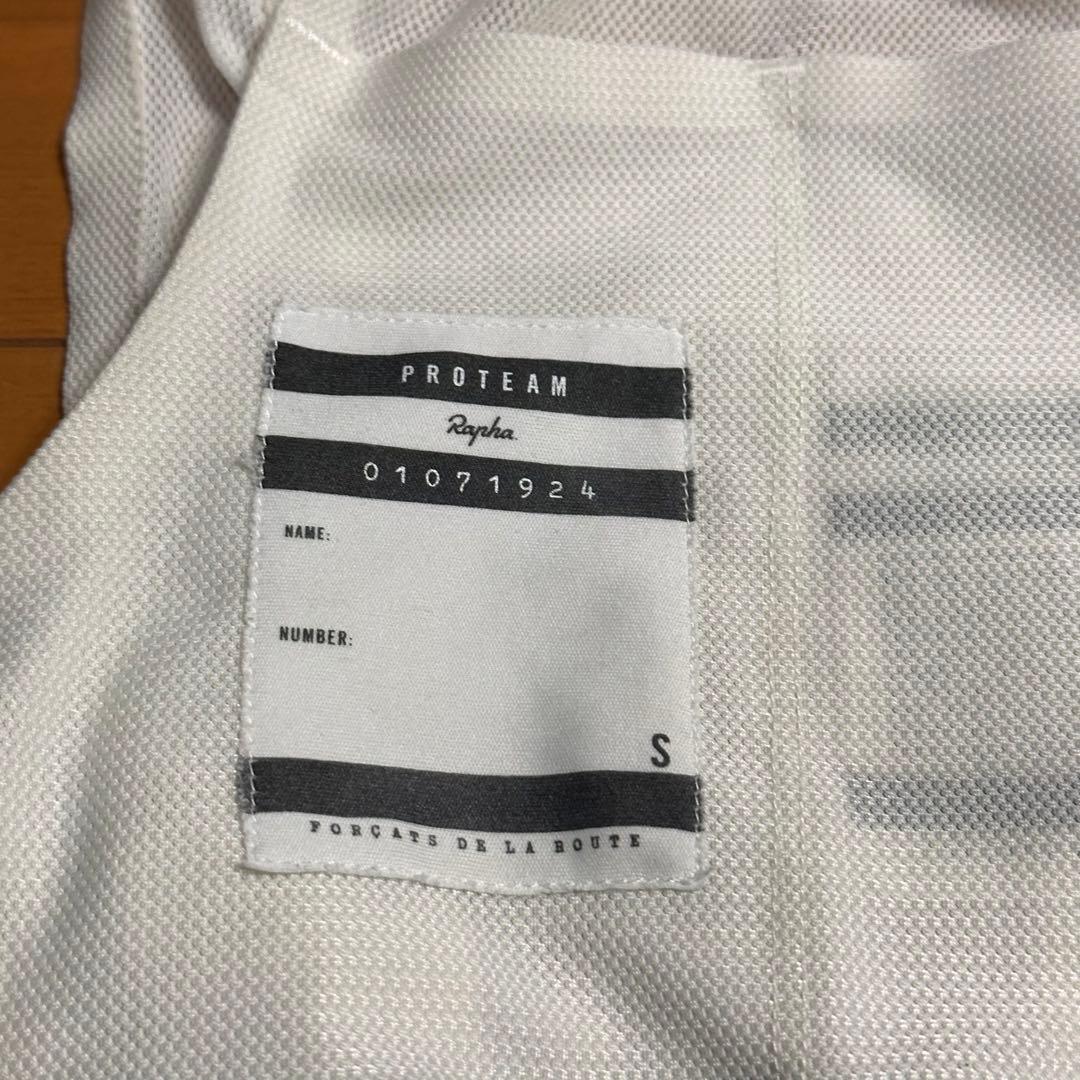 PROTEAM
Rapha
01071924
NAME:
NUMBER:
S
FORÇATS DE LA ROUTE